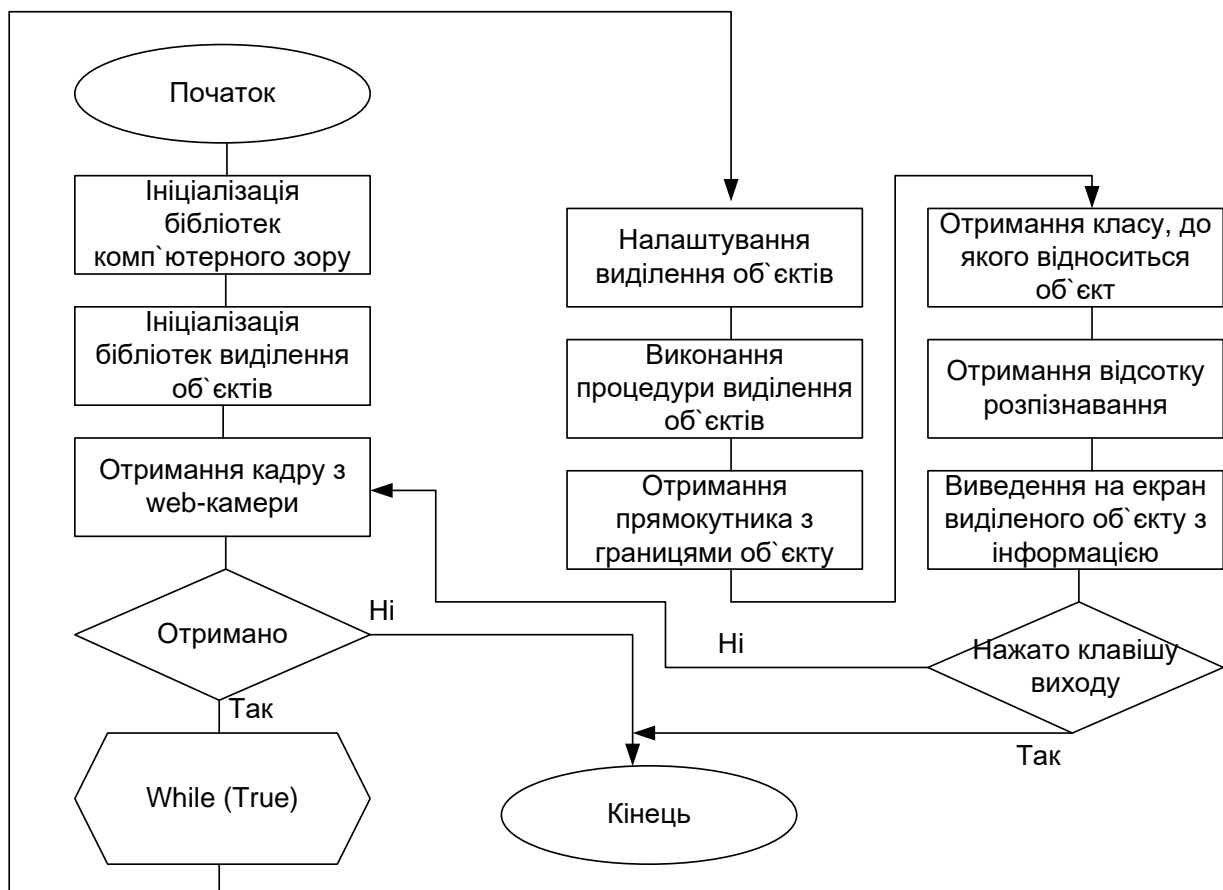 Початок
Ініціалізація
бібліотек
комп`ютерного зору
Ініціалізація
бібліотек виділення
об`єктів
Отримання кадру з
web-камери
Отримано
Ні
Так
While (True)
Налаштування
виділення об`єктів
Виконання
процедури виділення
об`єктів
Отримання
прямокутника з
границями об`єкту
Отримання класу, до
якого відноситься
об`єкт
Отримання відсотку
розпізнавання
Виведення на екран
виділеного об`єкту з
інформацією
Нажато клавішу
виходу
Ні
Так
Кінець